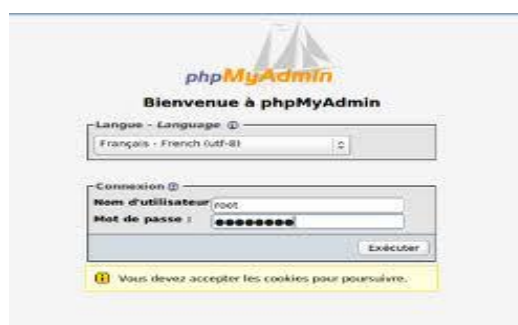 phpMyAdmin
Bienvenue à phpMyAdmin
Langue - Language
Français - French (utf-8)
Connexion
Nom d'utilisateur root
Mot de passe : ●●●●●●●●
Exécuter
Vous devez accepter les cookies pour poursuivre.